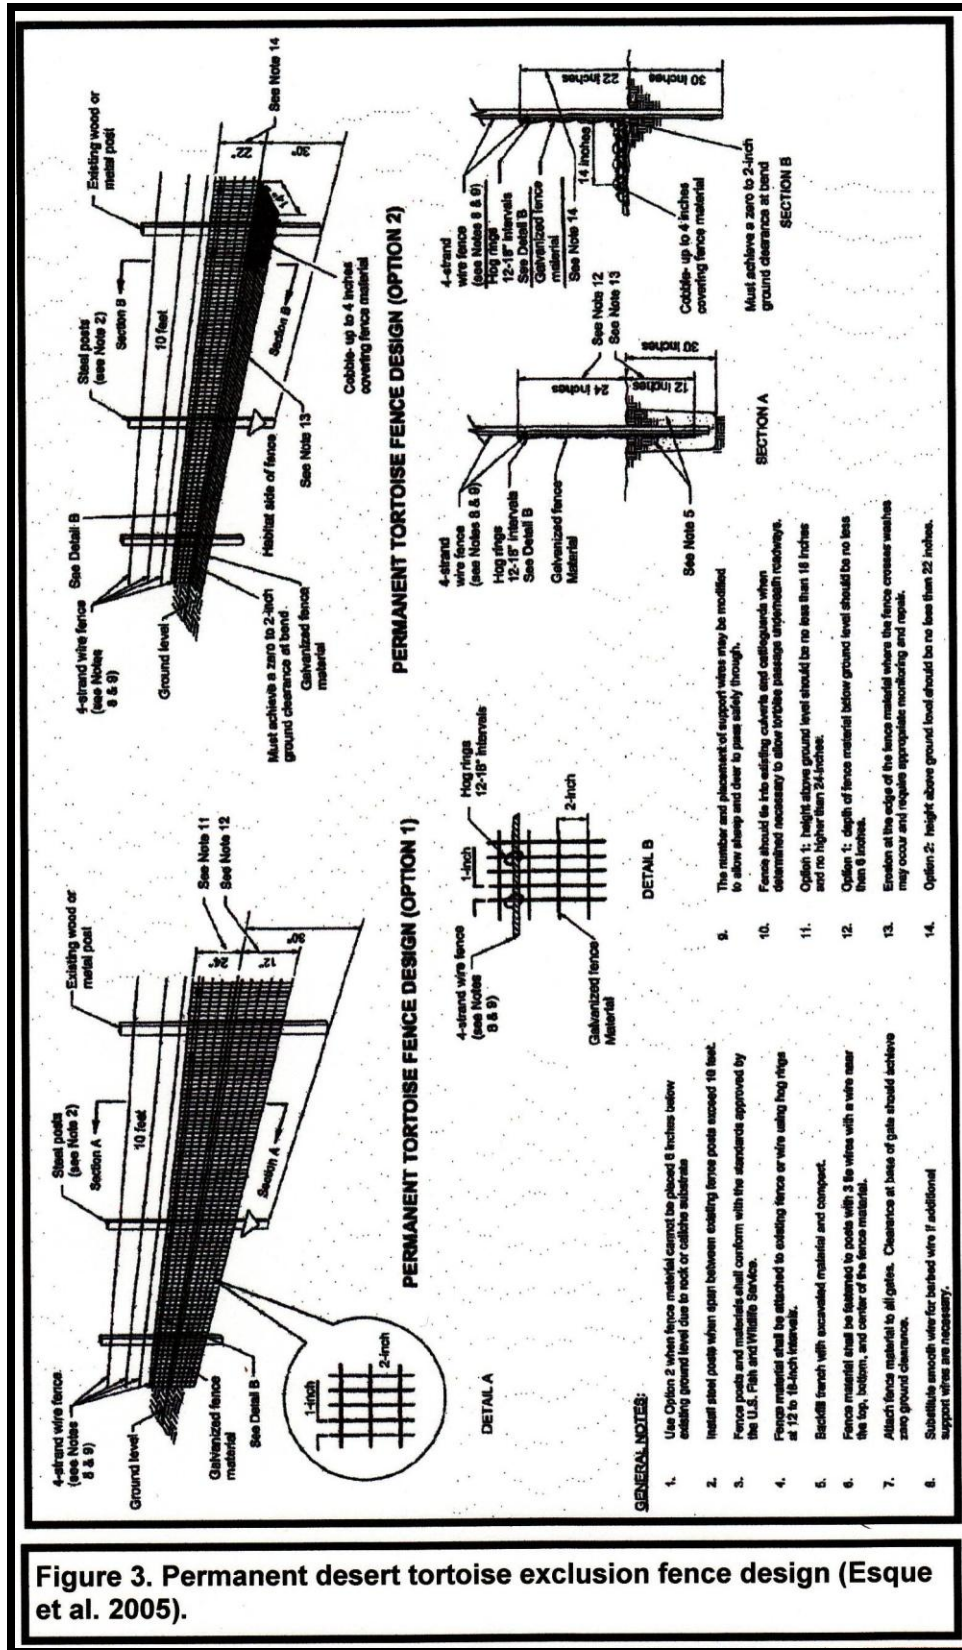 4-strand wire fence
(see Notes
8 & 9)
Ground level
Galvanized fence
material
See Detail B
Steel posts
(see Note 2)
Section A
10 feet
Existing wood or
metal post
See Note 11
See Note 12
24"
12"
Section A
1-inch
2-inch
DETAIL A
PERMANENT TORTOISE FENCE DESIGN (OPTION 1)
4-strand wire fence
(see Notes
8 & 9)
See Detail B
Ground level
Must achieve a zero to 2-inch
ground clearance at bend
Galvanized fence
material
Habitat side of fence
Steel posts
(see Note 2)
Section B
10 feet
Existing wood or
metal post
See Note 14
22"
30"
14"
Section B
See Note 13
Cobble- up to 4 inches
covering fence material
PERMANENT TORTOISE FENCE DESIGN (OPTION 2)
4-strand wire fence
(see Notes
8 & 9)
1-inch
Hog rings
12-18" intervals
2-inch
Galvanized fence
Material
DETAIL B
4-strand
wire fence
(see Notes 8 & 9)
Hog rings
12-18" intervals
See Detail B
Galvanized fence
Material
See Note 5
24 inches
12 inches
30 inches
See Note 12
See Note 13
SECTION A
4-strand
wire fence
(see Notes 8 & 9)
Hog rings
12-18" intervals
See Detail B
Galvanized fence
material
See Note 14
14 inches
22 inches
30 inches
Cobble- up to 4 inches
covering fence material
Must achieve a zero to 2-inch
ground clearance at bend
SECTION B
GENERAL NOTES:
1. Use Option 2 when fence material cannot be placed 6 inches below
existing ground level due to rock or caliche substrate
2. Install steel posts when span between existing fence posts exceed 10 feet.
3. Fence posts and materials shall conform with the standards approved by
the U.S. Fish and Wildlife Service.
4. Fence material shall be attached to existing fence or wire using hog rings
at 12 to 18-inch intervals.
5. Backfill trench with excavated material and compact.
6. Fence material shall be fastened to posts with 3 tie wires with a wire near
the top, bottom, and center of the fence material.
7. Attach fence material to all gates. Clearance at base of gate should achieve
zero ground clearance.
8. Substitute smooth wire for barbed wire if additional
support wires are necessary.
9. The number and placement of support wires may be modified
to allow sheep and deer to pass safely through.
10. Fence should tie into existing culverts and cattleguards when
determined necessary to allow tortoise passage underneath roadways.
11. Option 1: height above ground level should be no less than 18 inches
and no higher than 24-inches.
12. Option 1: depth of fence material below ground level should be no less
than 6 inches.
13. Erosion at the edge of the fence material where the fence crosses washes
may occur and require appropriate monitoring and repair.
14. Option 2: height above ground level should be no less than 22 inches.
Figure 3. Permanent desert tortoise exclusion fence design (Esque
et al. 2005).